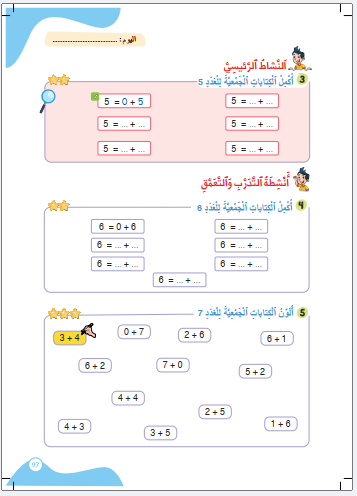 اليوم: ........................
النَّشَاطُ الرَّئِيسِيُّ
3 أُكْمِلُ الْكِتَابَاتِ الْجَمْعِيَّةَ لِلْعَدَدِ 5
5 = 0 + 5 5 = ... + ...
5 = ... + ... 5 = ... + ...
5 = ... + ... 5 = ... + ...
أَنْشِطَةُ التَّدَرُّبِ وَالتَّعَمُّقِ
4 أُكْمِلُ الْكِتَابَاتِ الْجَمْعِيَّةَ لِلْعَدَدِ 6
6 = 0 + 6 6 = ... + ...
6 = ... + ... 6 = ... + ...
6 = ... + ... 6 = ... + ...
6 = ... + ...
5 أُلَوِّنُ الْكِتَابَاتِ الْجَمْعِيَّةَ لِلْعَدَدِ 7
3 + 4 0 + 7 2 + 6 6 + 1
6 + 2 7 + 0 5 + 2
4 + 4 2 + 5
4 + 3 3 + 5 1 + 6
97